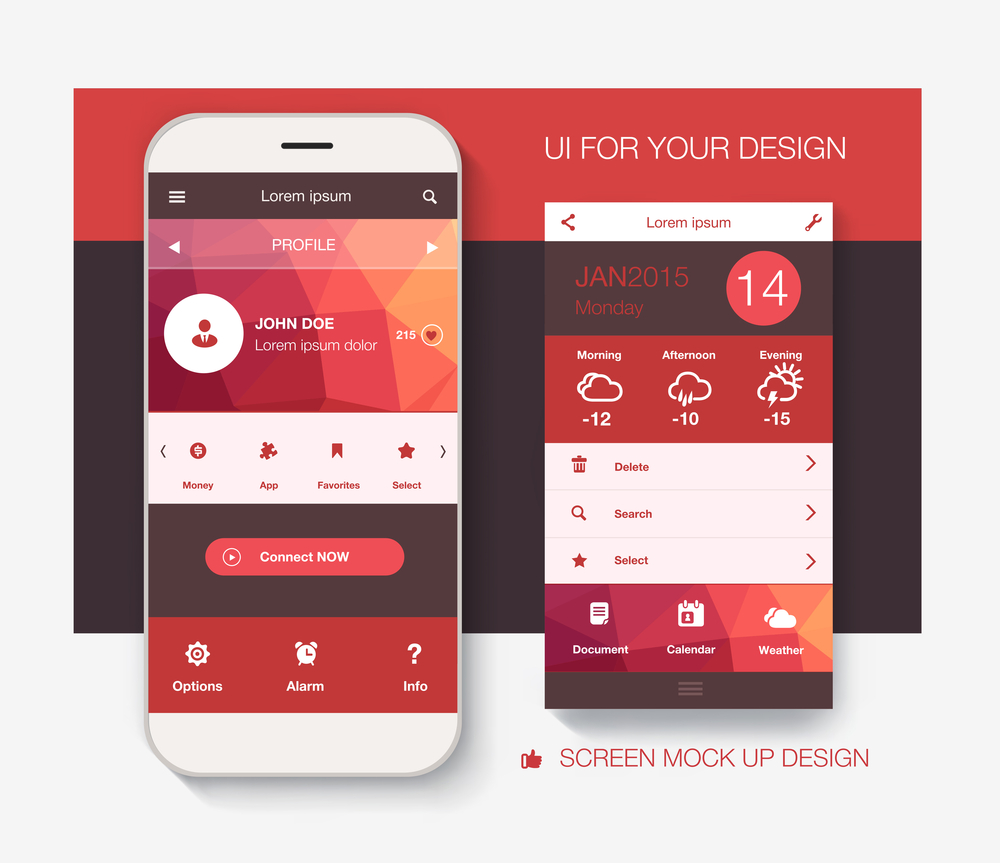 UI FOR YOUR DESIGN
Lorem ipsum
PROFILE
JOHN DOE
Lorem ipsum dolor
215
Money App Favorites Select
Connect NOW
Options Alarm Info
Lorem ipsum
JAN2015
Monday
14
Morning Afternoon Evening
-12 -10 -15
Delete
Search
Select
Document Calendar Weather
SCREEN MOCK UP DESIGN